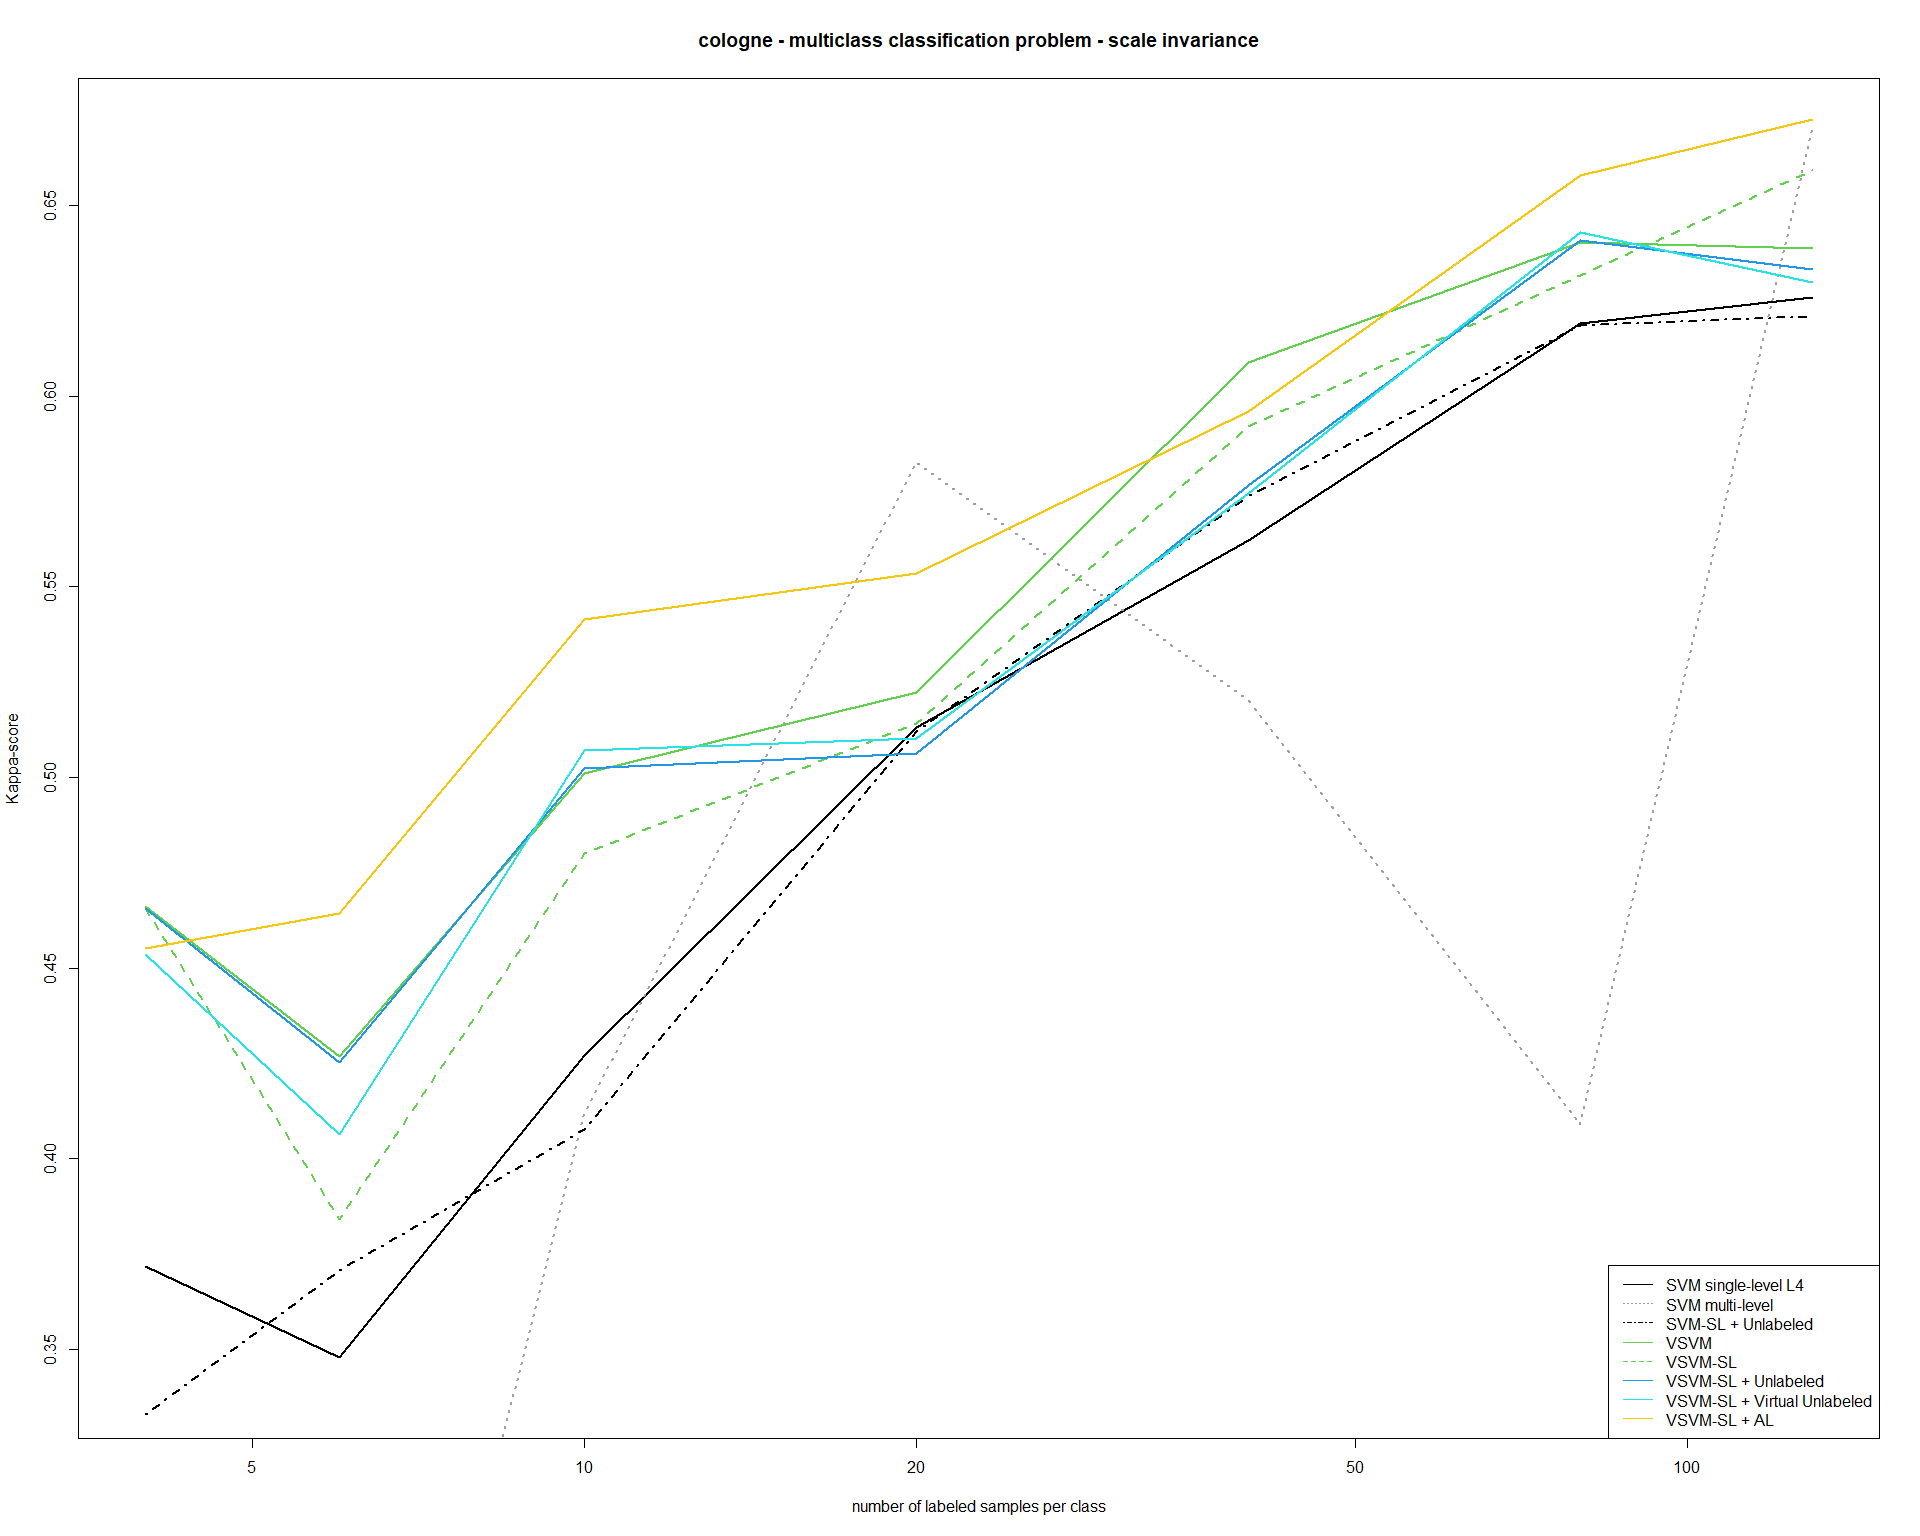 cologne - multiclass classification problem - scale invariance
Kappa-score
0.65
0.60
0.55
0.50
0.45
0.40
0.35
SVM single-level L4
SVM multi-level
SVM-SL + Unlabeled
VSVM
VSVM-SL
VSVM-SL + Unlabeled
VSVM-SL + Virtual Unlabeled
VSVM-SL + AL
5 10 20 50 100
number of labeled samples per class